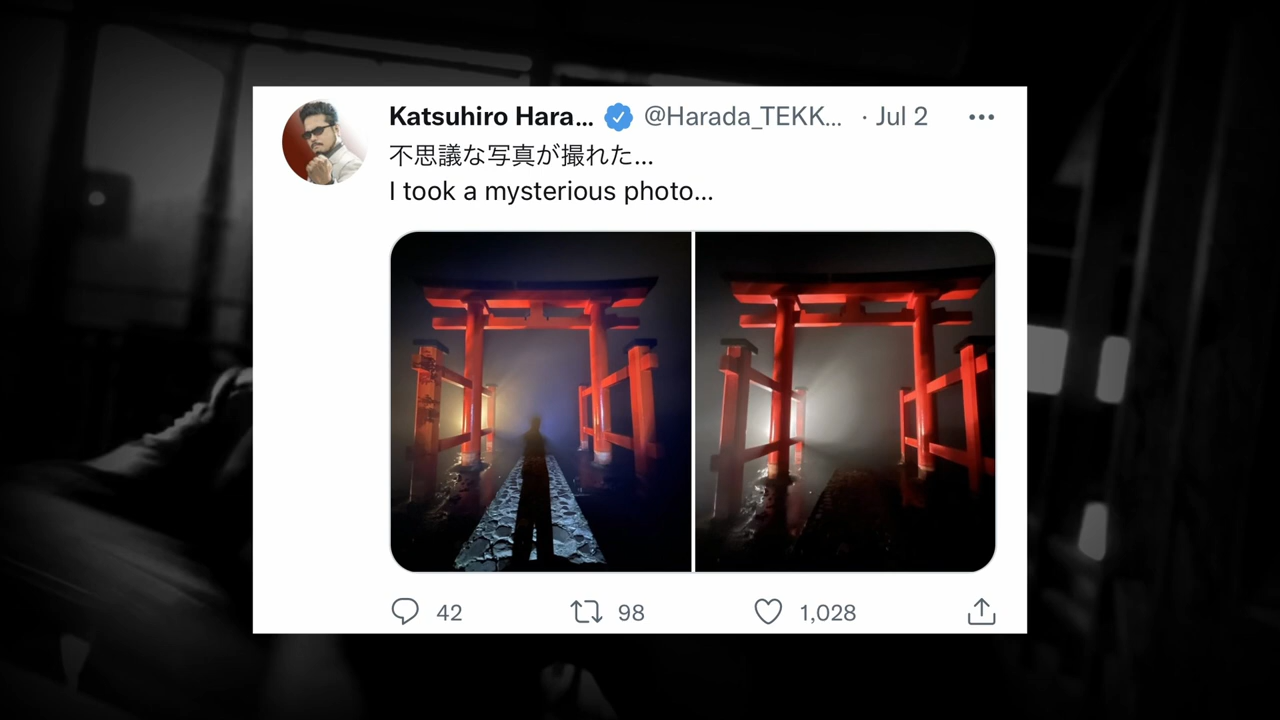 Katsuhiro Hara... @Harada_TEKK... · Jul 2
不思議な写真が撮れた...
I took a mysterious photo...
42 98 1,028